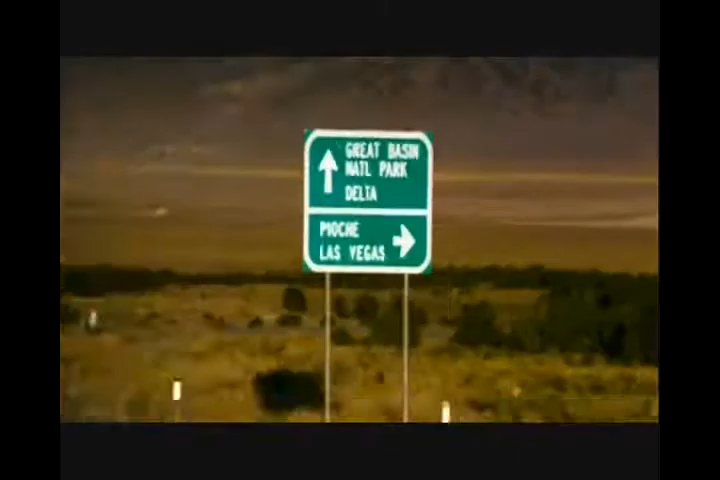 GREAT BASIN
NATL PARK
DELTA
PIOCHE
LAS VEGAS